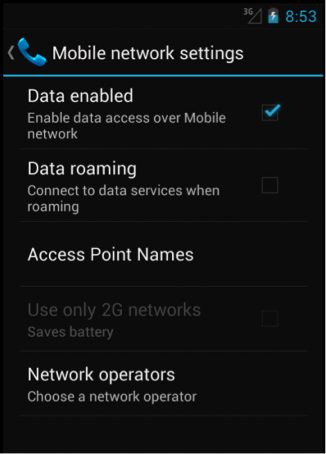 3G 8:53
Mobile network settings
Data enabled
Enable data access over Mobile
network
Data roaming
Connect to data services when
roaming
Access Point Names
Use only 2G networks
Saves battery
Network operators
Choose a network operator